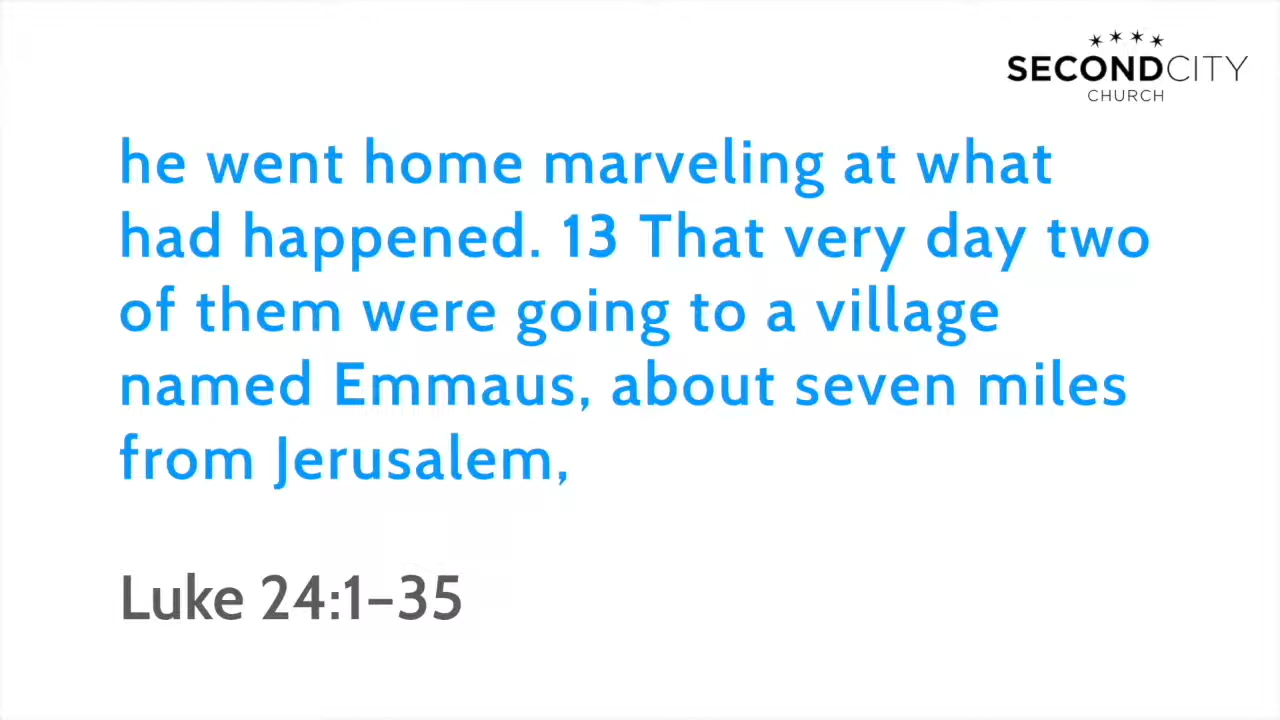 SECONDCITY
CHURCH
he went home marveling at what
had happened. 13 That very day two
of them were going to a village
named Emmaus, about seven miles
from Jerusalem,
Luke 24:1–35